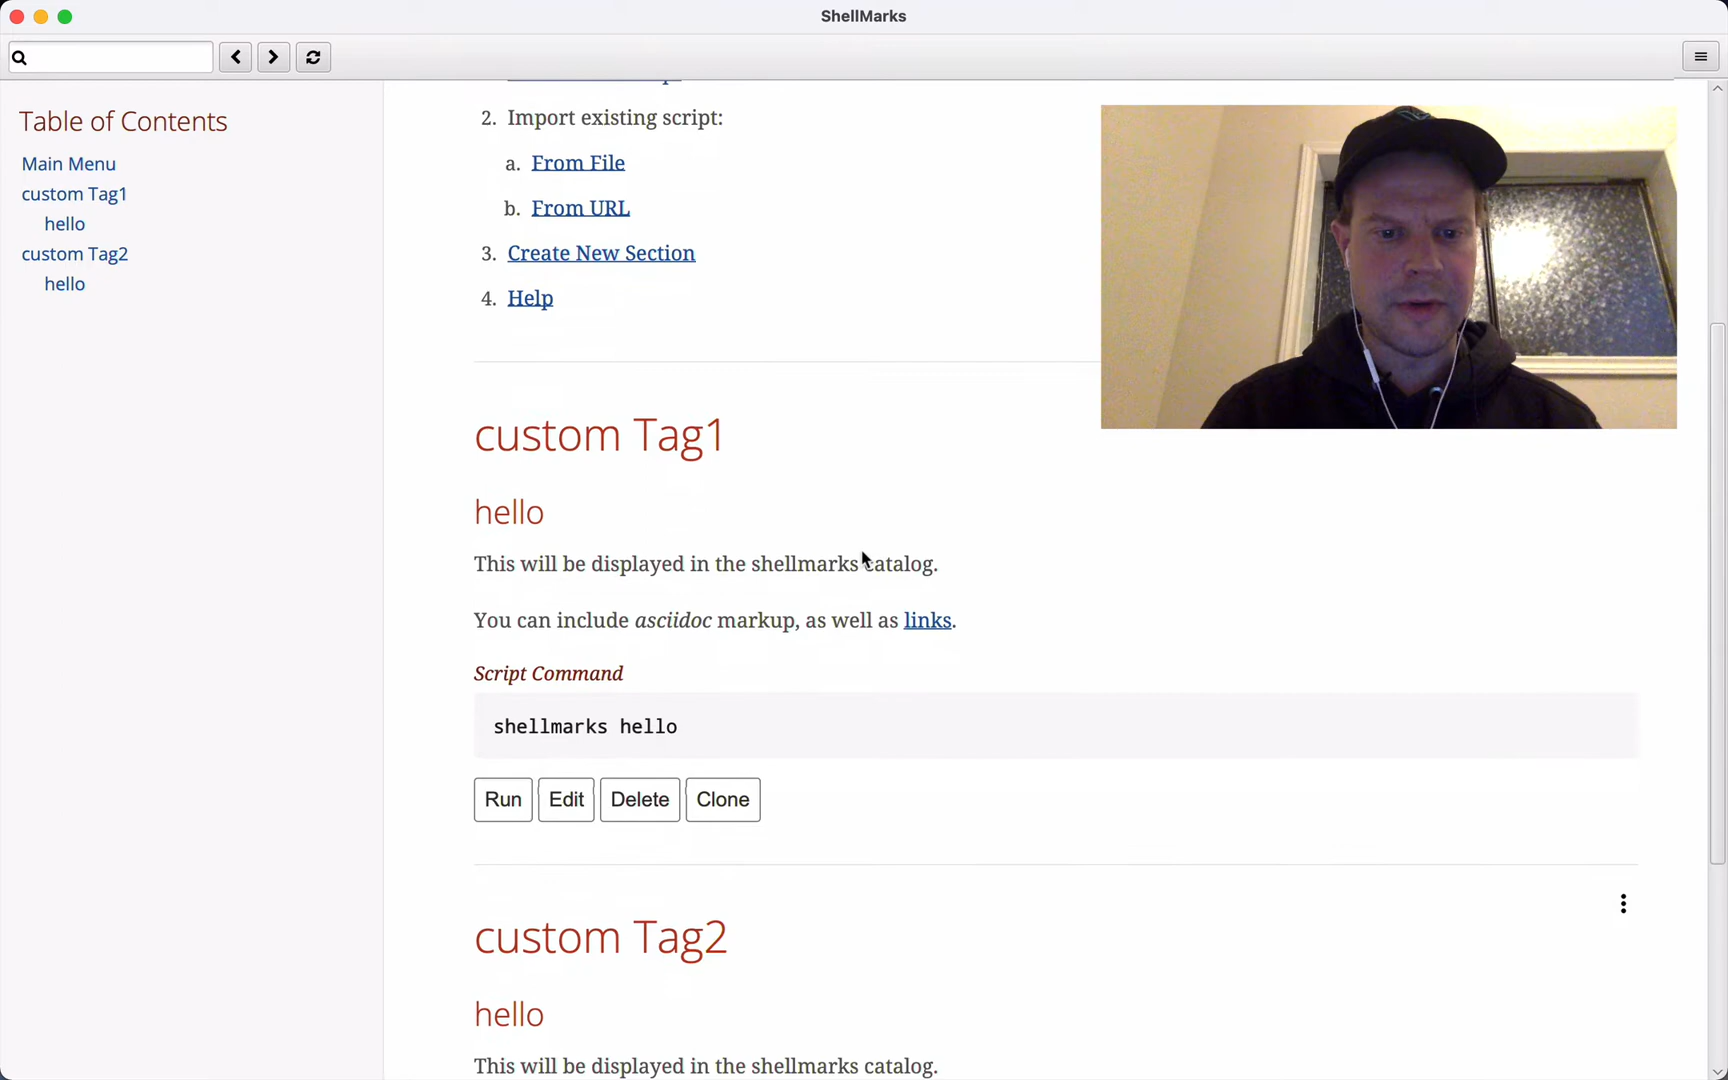 ShellMarks
Table of Contents
Main Menu
custom Tag1
hello
custom Tag2
hello
2. Import existing script:
a. From File
b. From URL
3. Create New Section
4. Help
custom Tag1
hello
This will be displayed in the shellmarks catalog.
You can include asciidoc markup, as well as links.
Script Command
shellmarks hello
Run Edit Delete Clone
custom Tag2
hello
This will be displayed in the shellmarks catalog.